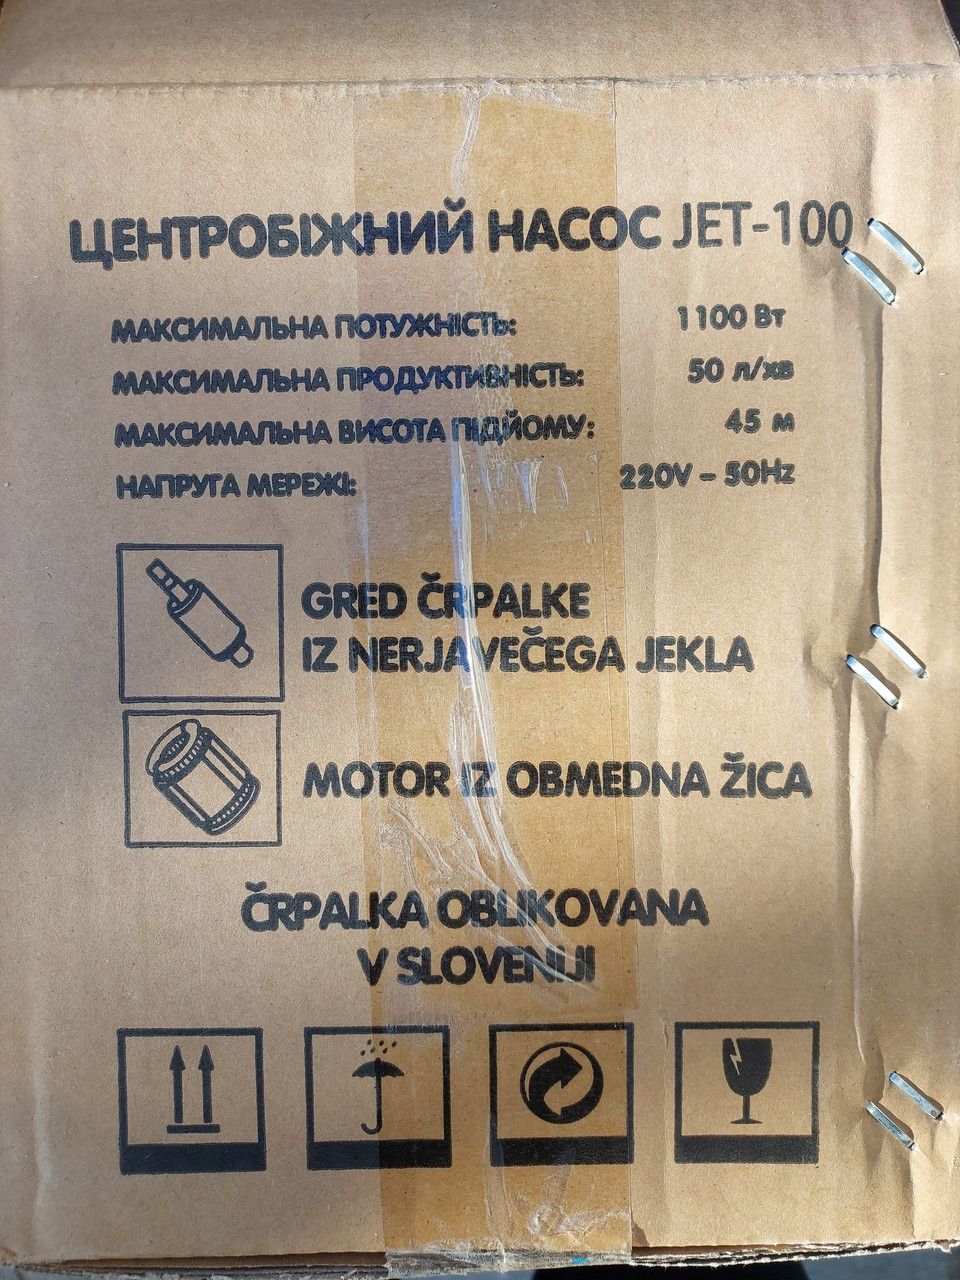 ЦЕНТРОБІЖНИЙ НАСОС JET-100
МАКСИМАЛЬНА ПОТУЖНІСТЬ: 1100 Вт
МАКСИМАЛЬНА ПРОДУКТИВНІСТЬ: 50 л/хв
МАКСИМАЛЬНА ВИСОТА ПІДЙОМУ: 45 м
НАПРУГА МЕРЕЖІ: 220V – 50Hz
GRED ČRPALKE
IZ NERJAVEČEGA JEKLA
MOTOR IZ OBMEDNA ŽICA
ČRPALKA OBLIKOVANA
V SLOVENIJI